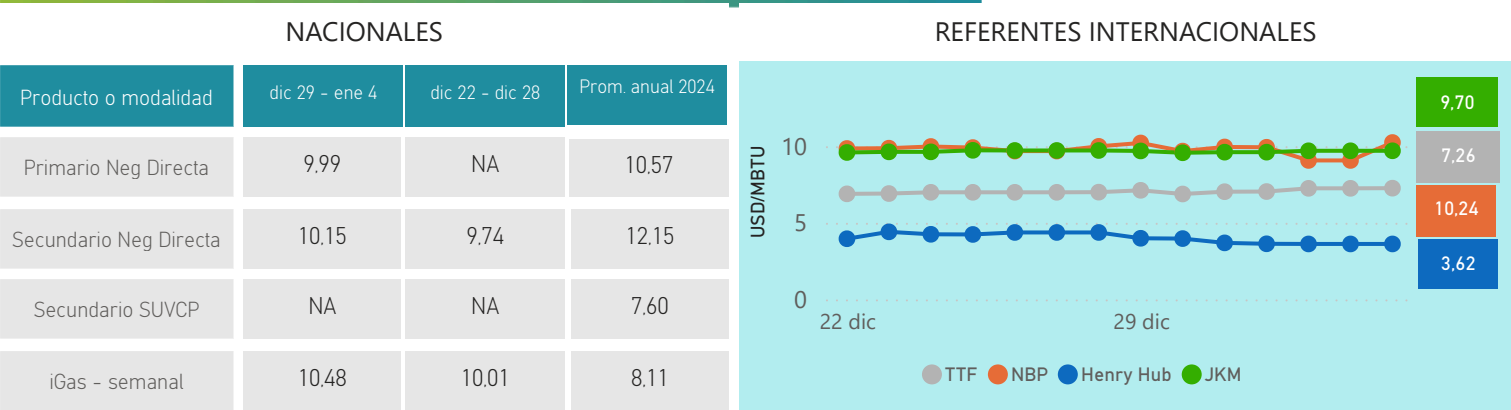 NACIONALES
Producto o modalidad dic 29 - ene 4 dic 22 - dic 28 Prom. anual 2024
Primario Neg Directa 9,99 NA 10,57
Secundario Neg Directa 10,15 9,74 12,15
Secundario SUVCP NA NA 7,60
iGas - semanal 10,48 10,01 8,11
REFERENTES INTERNACIONALES
USD/MBTU
10
5
0
22 dic 29 dic
9,70
7,26
10,24
3,62
TTF NBP Henry Hub JKM